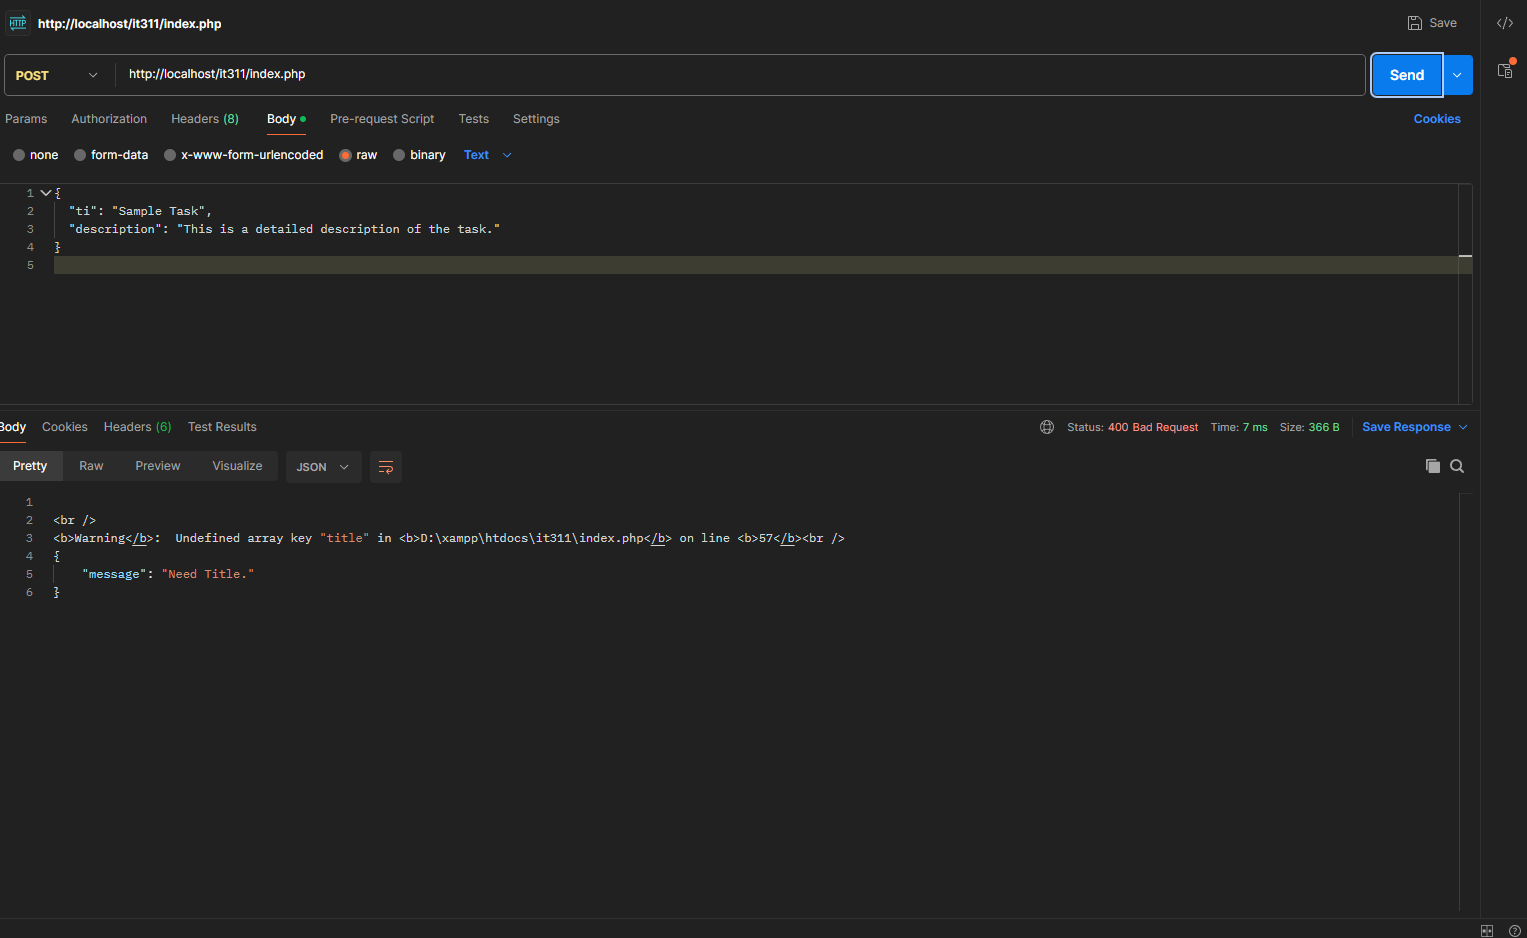 HTTP http://localhost/it311/index.php Save </>
POST http://localhost/it311/index.php Send
Params Authorization Headers (8) Body Pre-request Script Tests Settings Cookies
none form-data x-www-form-urlencoded raw binary Text
1 {
2 "ti": "Sample Task",
3 "description": "This is a detailed description of the task."
4 }
5
Body Cookies Headers (6) Test Results Status: 400 Bad Request Time: 7 ms Size: 366 B Save Response
Pretty Raw Preview Visualize JSON
1
2 <br />
3 <b>Warning</b>:  Undefined array key "title" in <b>D:\xampp\htdocs\it311\index.php</b> on line <b>57</b><br />
4 {
5 "message": "Need Title."
6 }